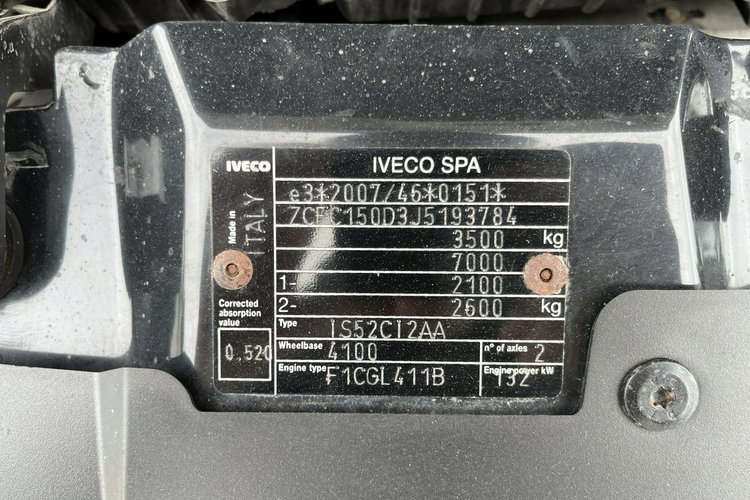 IVECO
IVECO SPA
e3*2007/46*0151*
ZCFC150D3J5193784
Made in ITALY
3500 kg
7000
1- 2100
2- 2600 kg
Corrected absorption value
0.520
Type IS52CI2AA
Wheelbase 4100 n° of axles 2
Engine type F1CGL411B Engine power kW 132